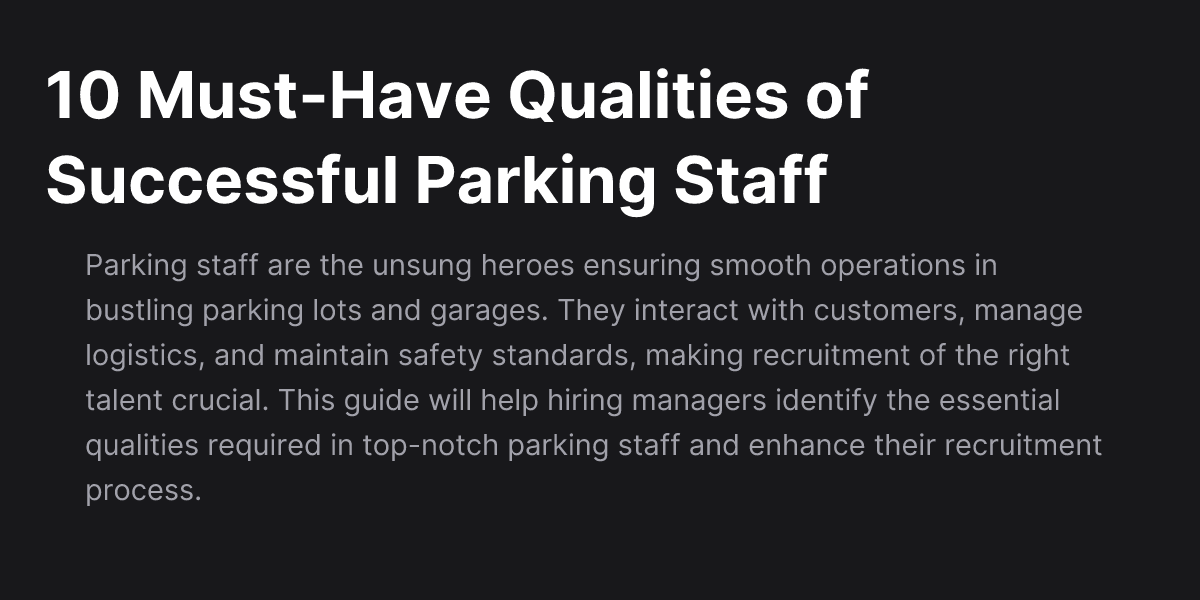 10 Must-Have Qualities of
Successful Parking Staff
Parking staff are the unsung heroes ensuring smooth operations in
bustling parking lots and garages. They interact with customers, manage
logistics, and maintain safety standards, making recruitment of the right
talent crucial. This guide will help hiring managers identify the essential
qualities required in top-notch parking staff and enhance their recruitment
process.